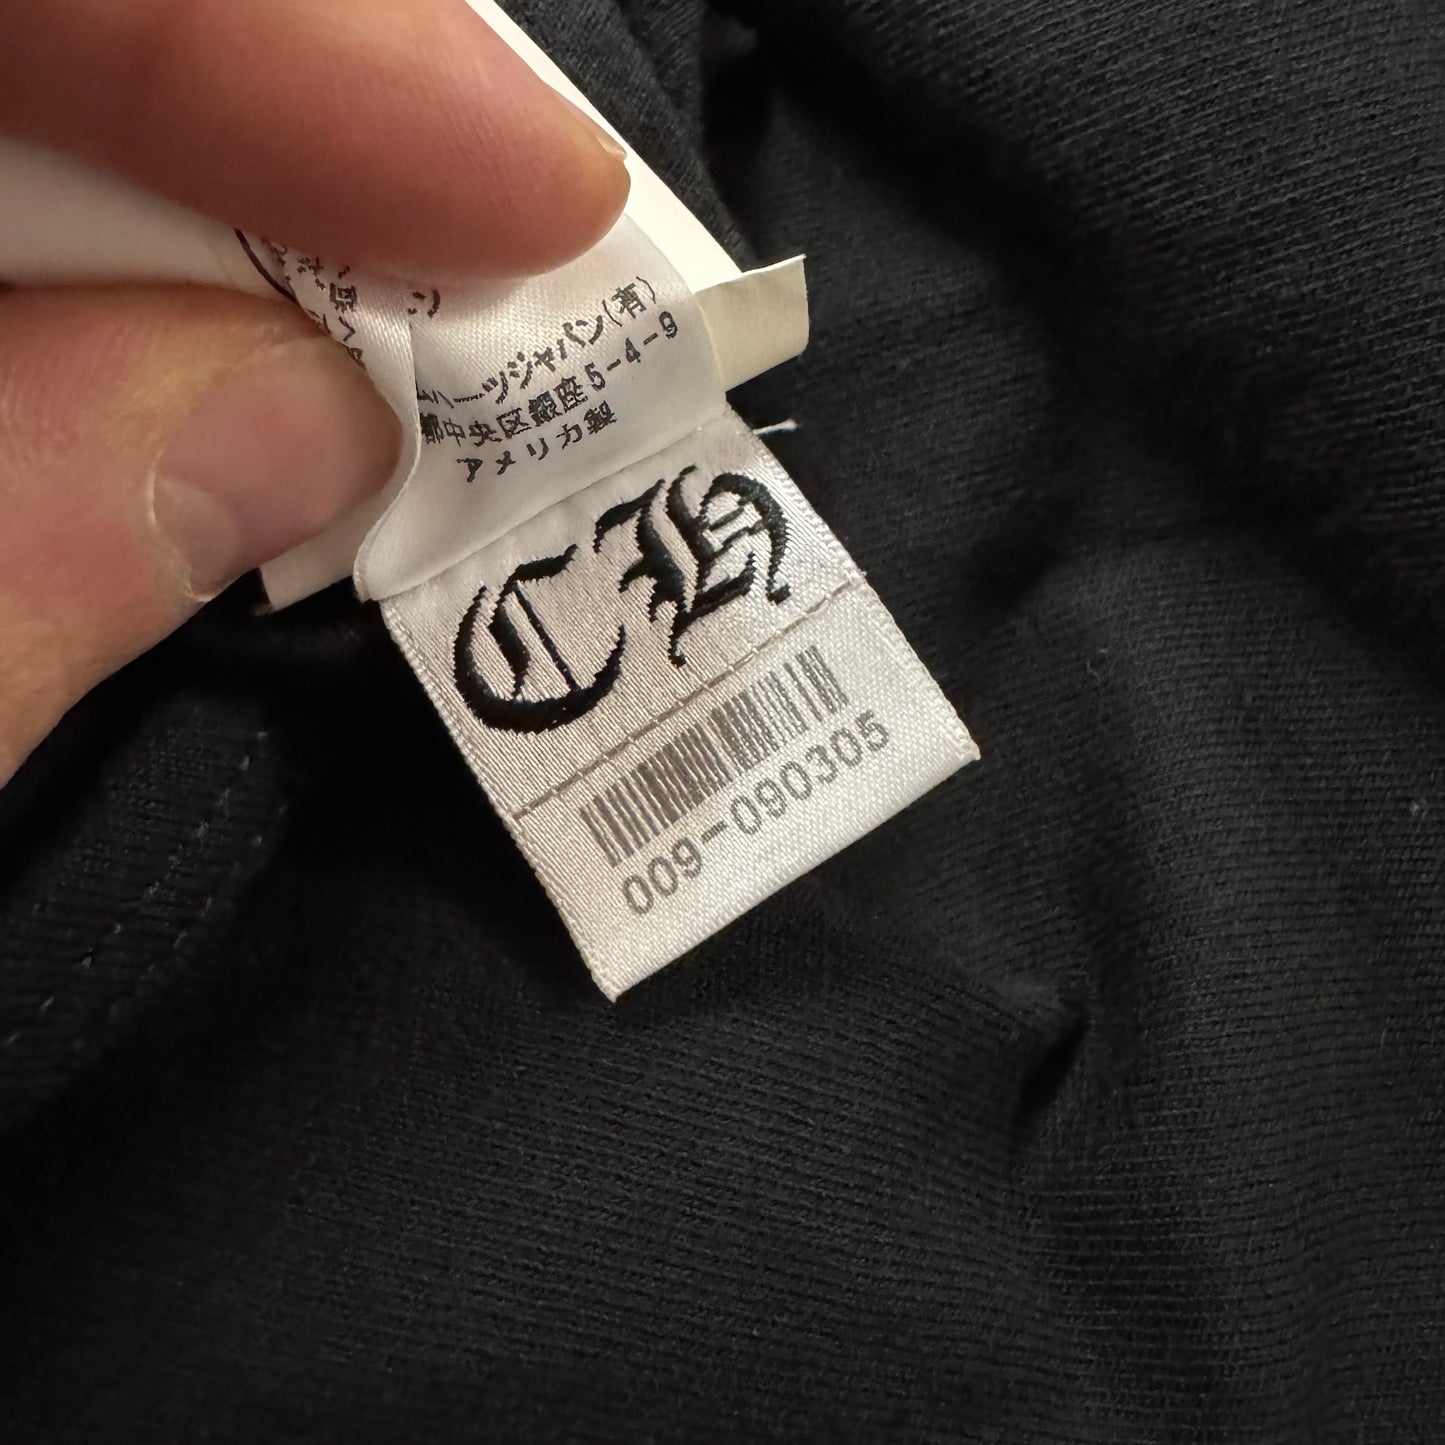 ーツジャパン(有)
都中央区銀座5-4-9
アメリカ製
CH
009-090305